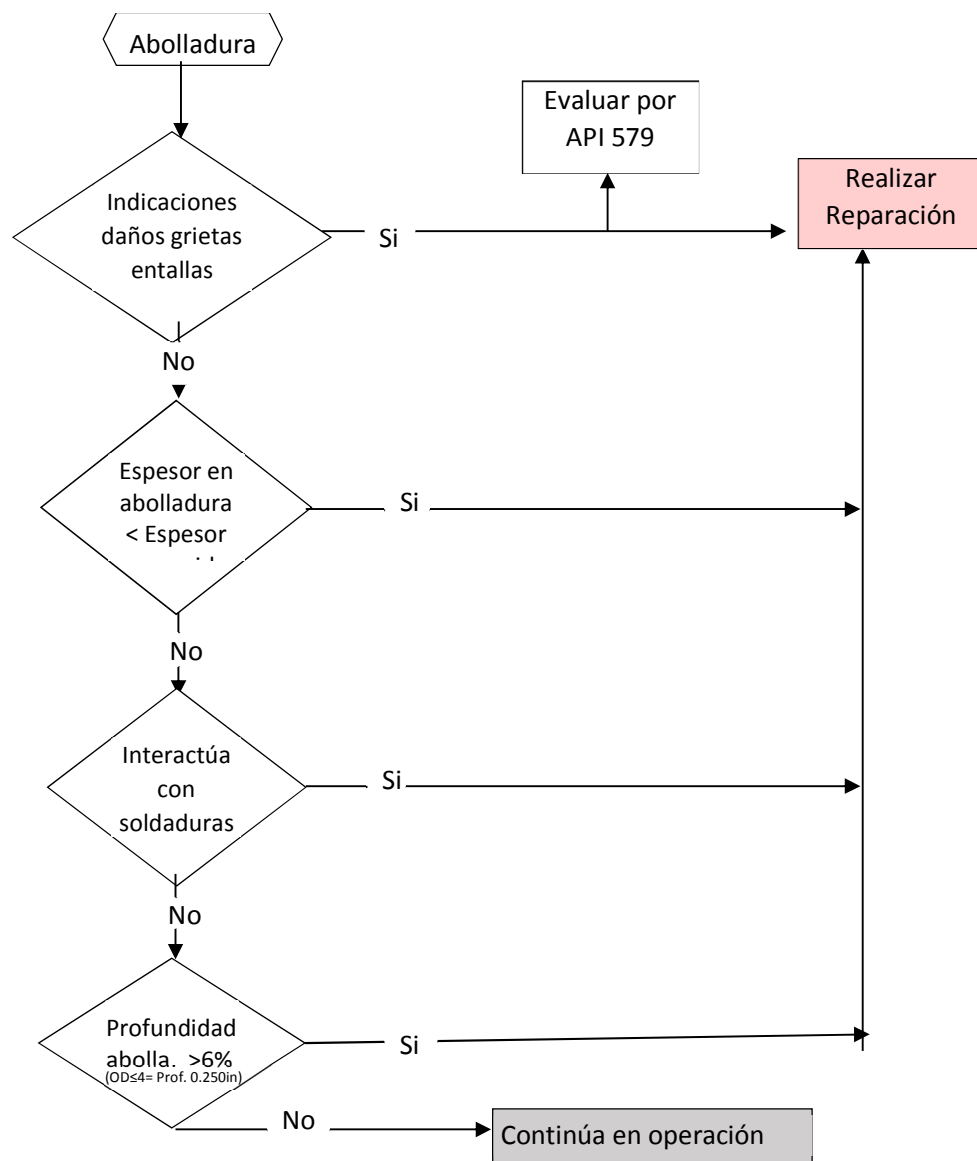 Abolladura
Evaluar por
API 579
Realizar
Reparación
Indicaciones
daños grietas
entallas
Si
No
Espesor en
abolladura
< Espesor
Si
No
Interactúa
con
soldaduras
Si
No
Profundidad
abolla. >6%
(OD≤4= Prof. 0.250in)
Si
No
Continúa en operación